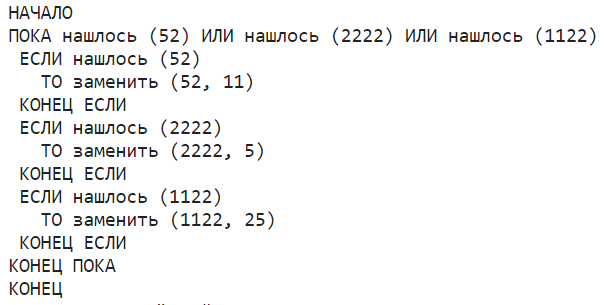 НАЧАЛО
ПОКА нашлось (52) ИЛИ нашлось (2222) ИЛИ нашлось (1122)
ЕСЛИ нашлось (52)
ТО заменить (52, 11)
КОНЕЦ ЕСЛИ
ЕСЛИ нашлось (2222)
ТО заменить (2222, 5)
КОНЕЦ ЕСЛИ
ЕСЛИ нашлось (1122)
ТО заменить (1122, 25)
КОНЕЦ ЕСЛИ
КОНЕЦ ПОКА
КОНЕЦ